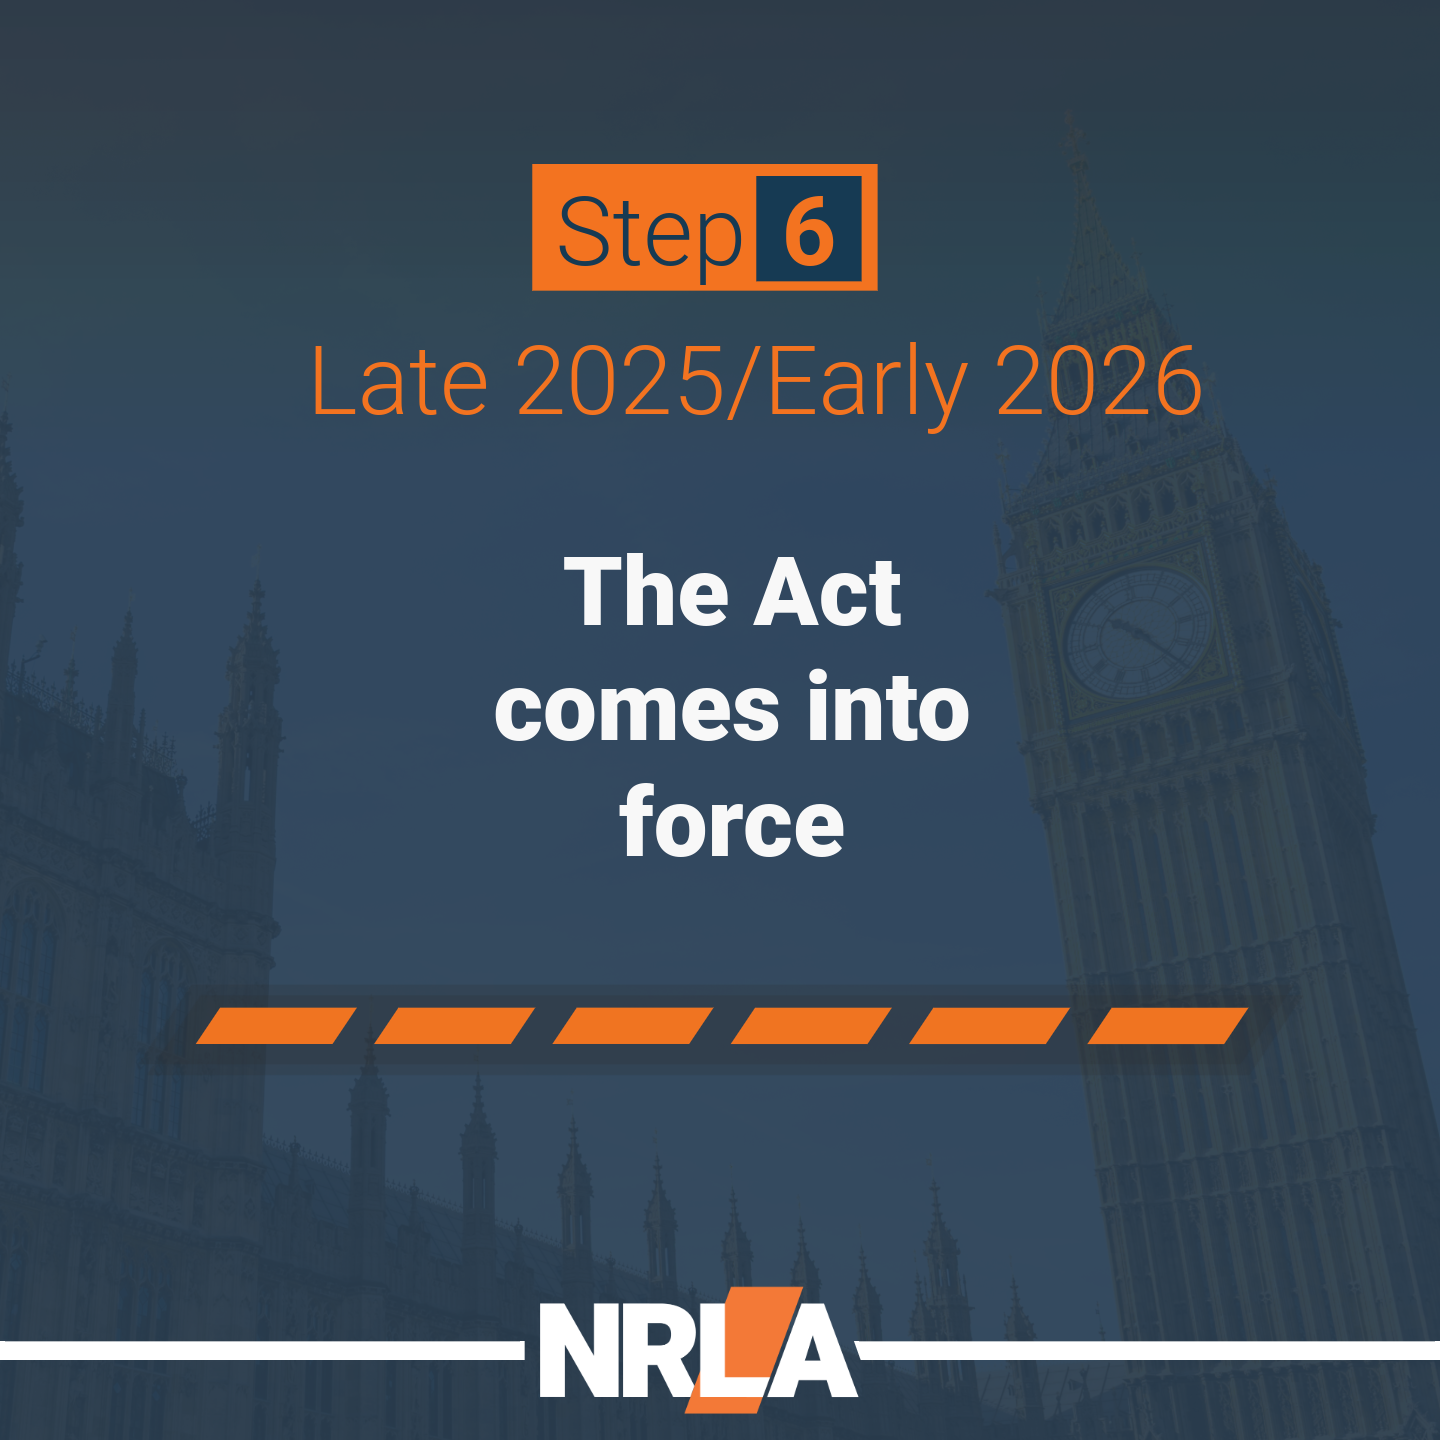 Step 6
Late 2025/Early 2026
The Act
comes into
force
NRLA